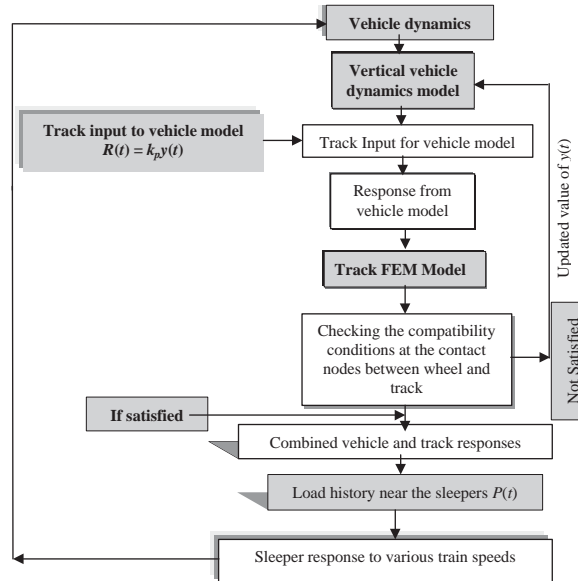 Vehicle dynamics
Vertical vehicle
dynamics model
Track input to vehicle model
R(t) = kₚy(t)
Track Input for vehicle model
Response from
vehicle model
Updated value of y(t)
Track FEM Model
Checking the compatibility
conditions at the contact
nodes between wheel and
track
Not Satisfied
If satisfied
Combined vehicle and track responses
Load history near the sleepers P(t)
Sleeper response to various train speeds